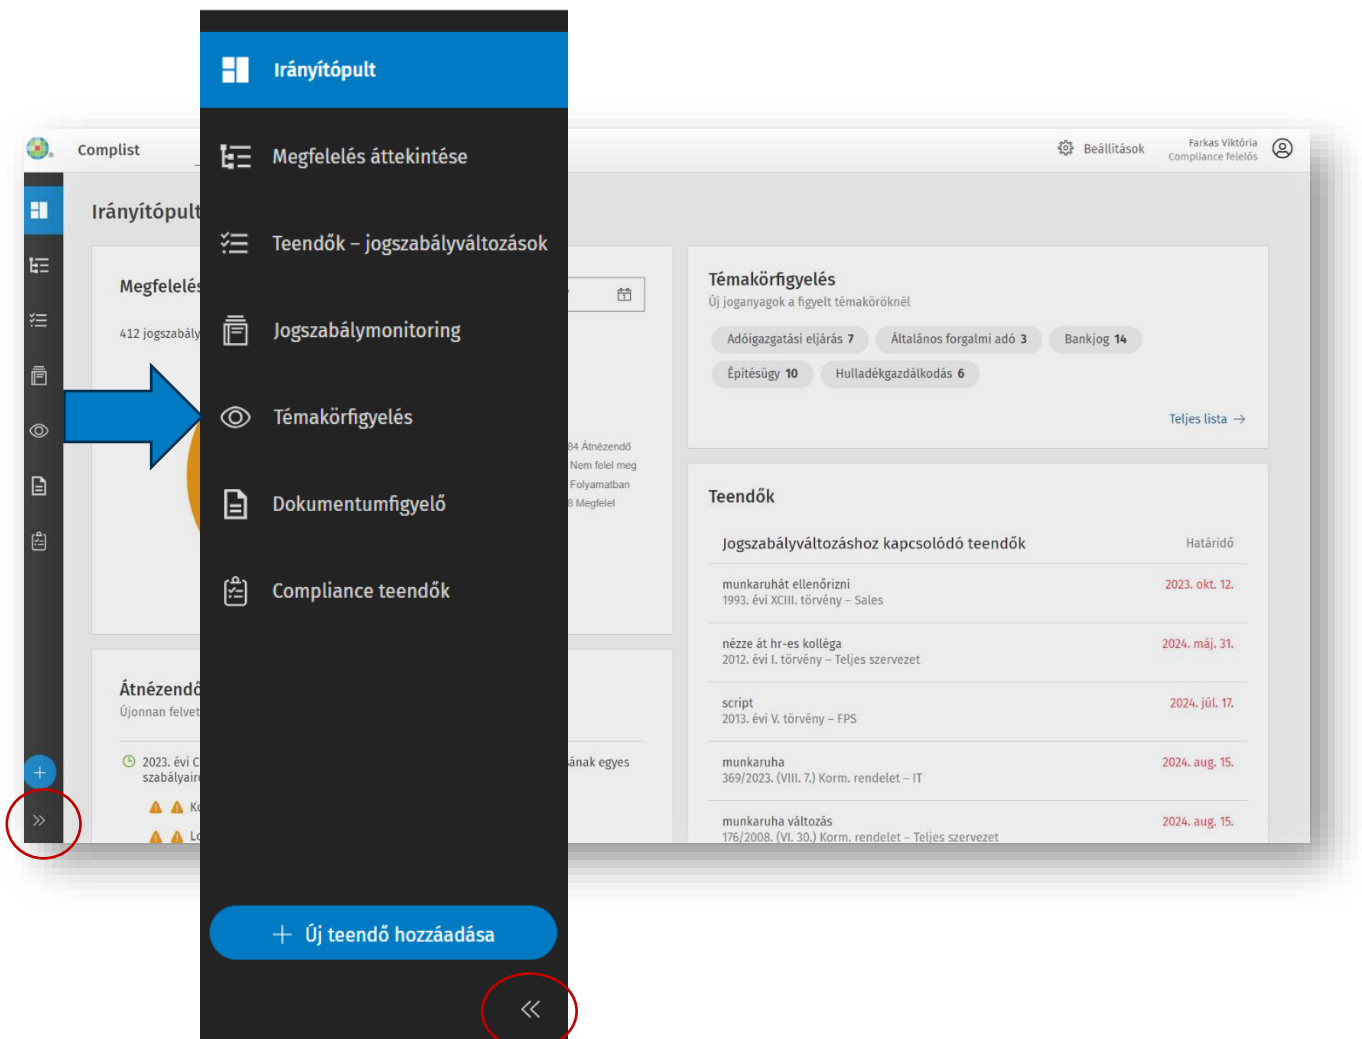 Irányítópult
Megfelelés áttekintése
Teendők – jogszabályváltozások
Jogszabálymonitoring
Témakörfigyelés
Dokumentumfigyelő
Compliance teendők
+ Új teendő hozzáadása
Complist
Beállítások
Farkas Viktória
Compliance felelős
Irányítópult
Megfelelés
412 jogszabály
84 Átnézendő
Nem felel meg
Folyamatban
8 Megfelel
Átnézendő
Újonnan felvet
2023. évi C
ának egyes
szabályair
Témakörfigyelés
Új joganyagok a figyelt témaköröknél
Adóigazgatási eljárás 7
Általános forgalmi adó 3
Bankjog 14
Építésügy 10
Hulladékgazdálkodás 6
Teljes lista →
Teendők
Jogszabályváltozáshoz kapcsolódó teendők
Határidő
munkaruhát ellenőrizni
2023. okt. 12.
1993. évi XCIII. törvény – Sales
nézze át hr-es kolléga
2024. máj. 31.
2012. évi I. törvény – Teljes szervezet
script
2024. júl. 17.
2013. évi V. törvény – FPS
munkaruha
2024. aug. 15.
369/2023. (VIII. 7.) Korm. rendelet – IT
munkaruha változás
2024. aug. 15.
176/2008. (VI. 30.) Korm. rendelet – Teljes szervezet